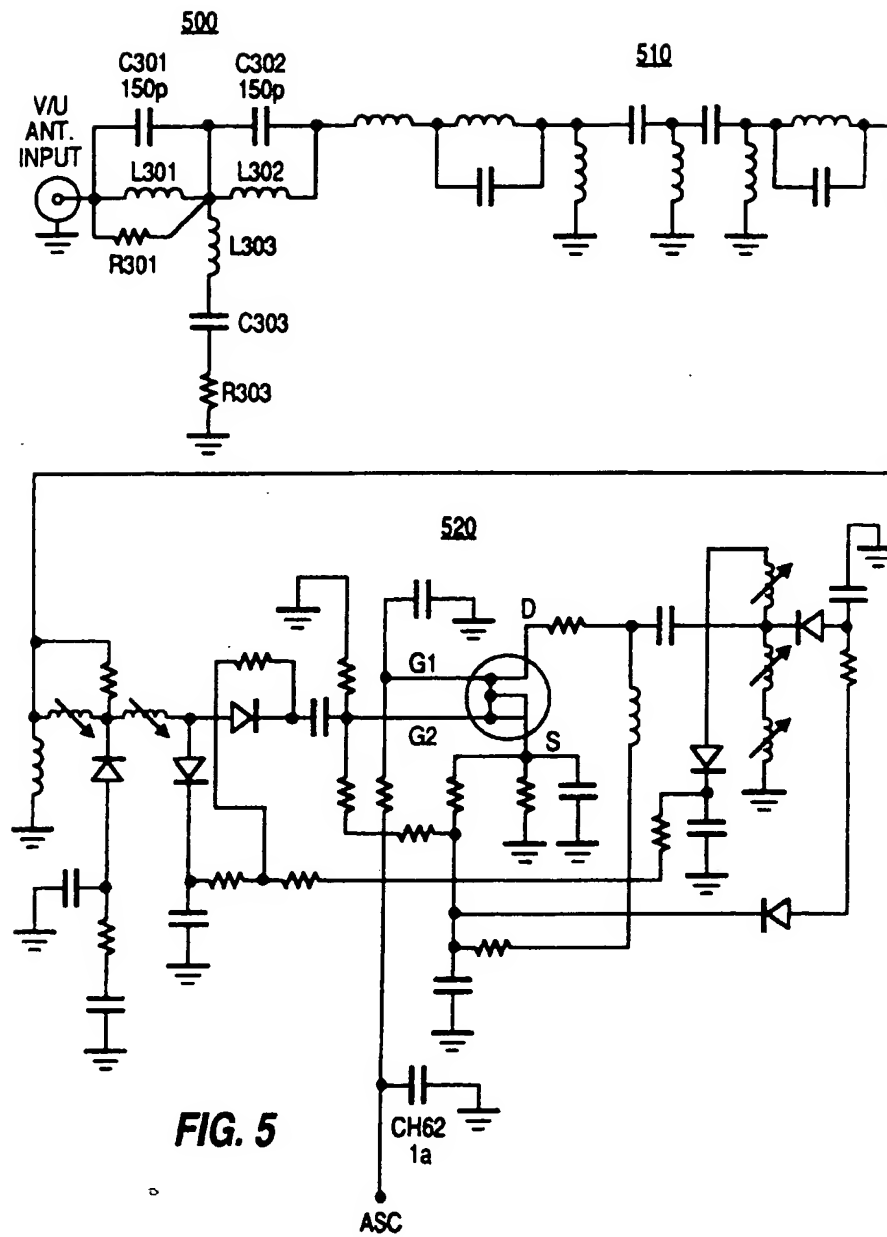 500
C301
150p
C302
150p
510
V/U
ANT.
INPUT
L301
L302
R301
L303
C303
R303
520
D
G1
G2
S
CH62
1a
FIG. 5
ASC